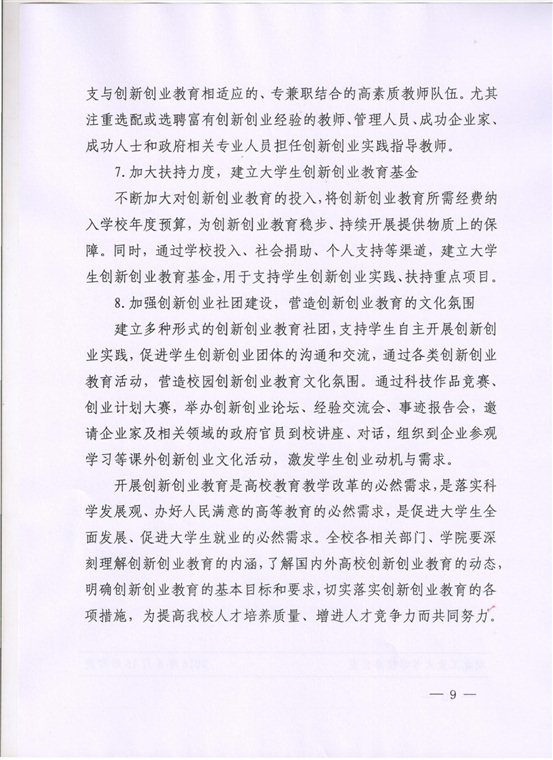 支与创新创业教育相适应的、专兼职结合的高素质教师队伍。尤其
注重选配或选聘富有创新创业经验的教师、管理人员、成功企业家、
成功人士和政府相关专业人员担任创新创业实践指导教师。
7.加大扶持力度，建立大学生创新创业教育基金
不断加大对创新创业教育的投入，将创新创业教育所需经费纳
入学校年度预算，为创新创业教育稳步、持续开展提供物质上的保
障。同时，通过学校投入、社会捐助、个人支持等渠道，建立大学
生创新创业教育基金，用于支持学生创新创业实践、扶持重点项目。
8.加强创新创业社团建设，营造创新创业教育的文化氛围
建立多种形式的创新创业教育社团，支持学生自主开展创新创
业实践，促进学生创新创业团体的沟通和交流，通过各类创新创业
教育活动，营造校园创新创业教育文化氛围。通过科技作品竞赛、
创业计划大赛，举办创新创业论坛、经验交流会、事迹报告会，邀
请企业家及相关领域的政府官员到校讲座、对话，组织到企业参观
学习等课外创新创业文化活动，激发学生创业动机与需求。
开展创新创业教育是高校教育教学改革的必然需求，是落实科
学发展观、办好人民满意的高等教育的必然需求，是促进大学生全
面发展、促进大学生就业的必然需求。全校各相关部门、学院要深
刻理解创新创业教育的内涵，了解国内外高校创新创业教育的动态，
明确创新创业教育的基本目标和要求，切实落实创新创业教育的各
项措施，为提高我校人才培养质量、增进人才竞争力而共同努力。
— 9 —